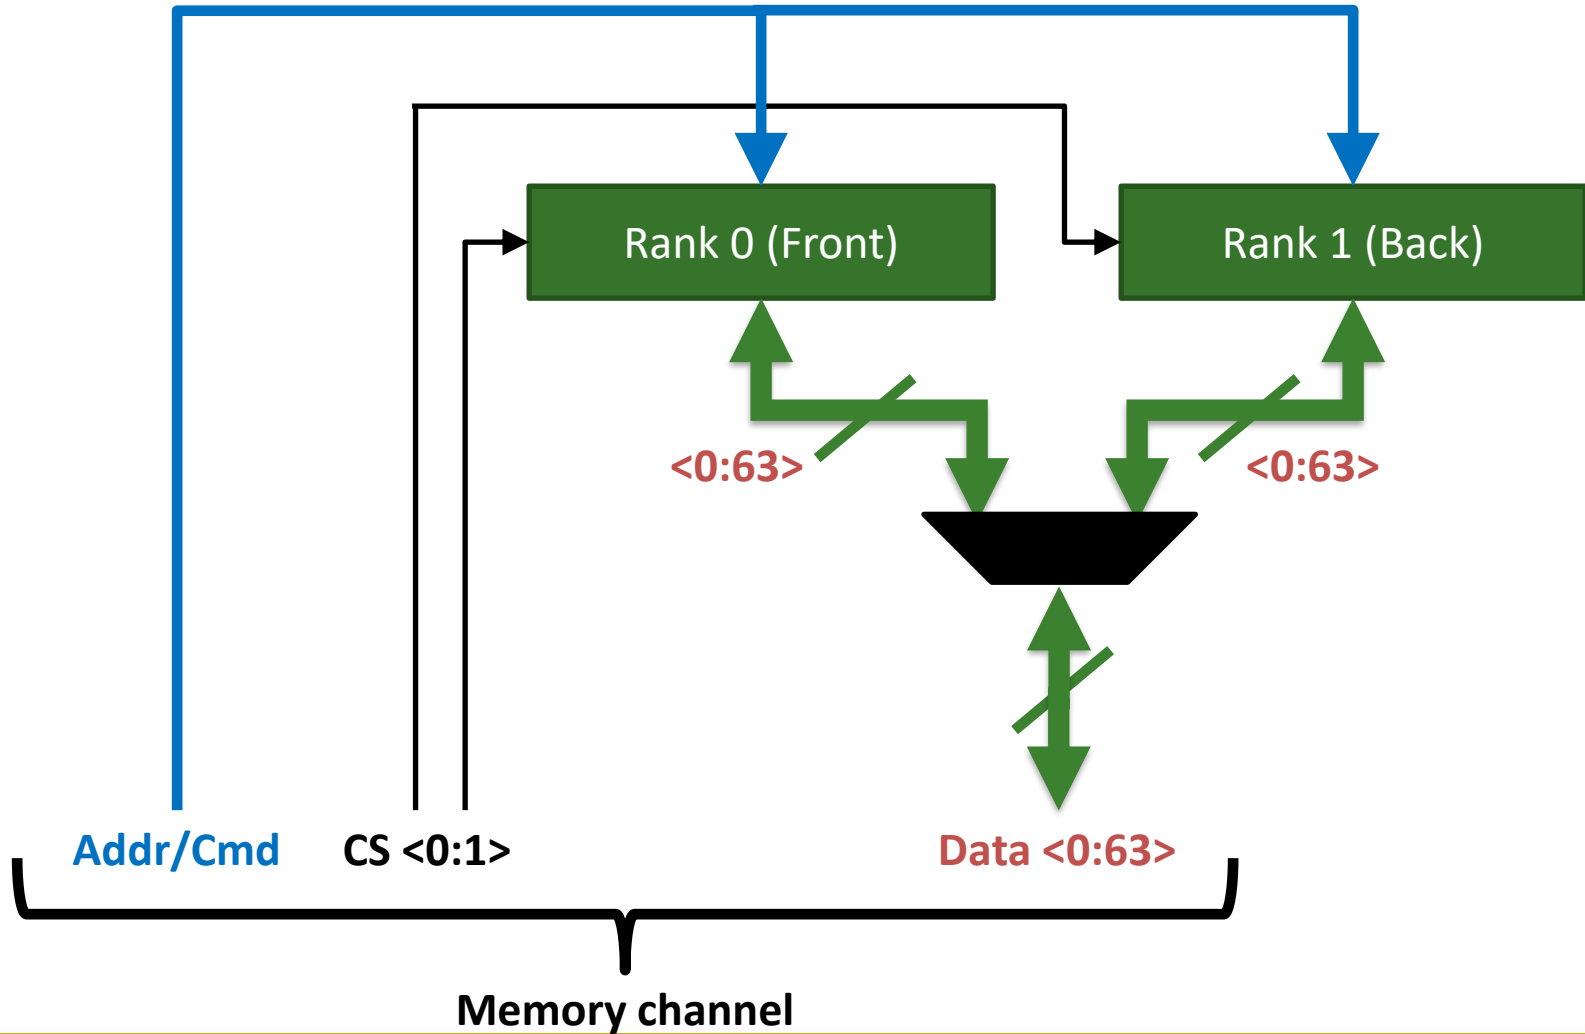 Rank 0 (Front)
Rank 1 (Back)
<0:63>
<0:63>
Addr/Cmd
CS <0:1>
Data <0:63>
Memory channel